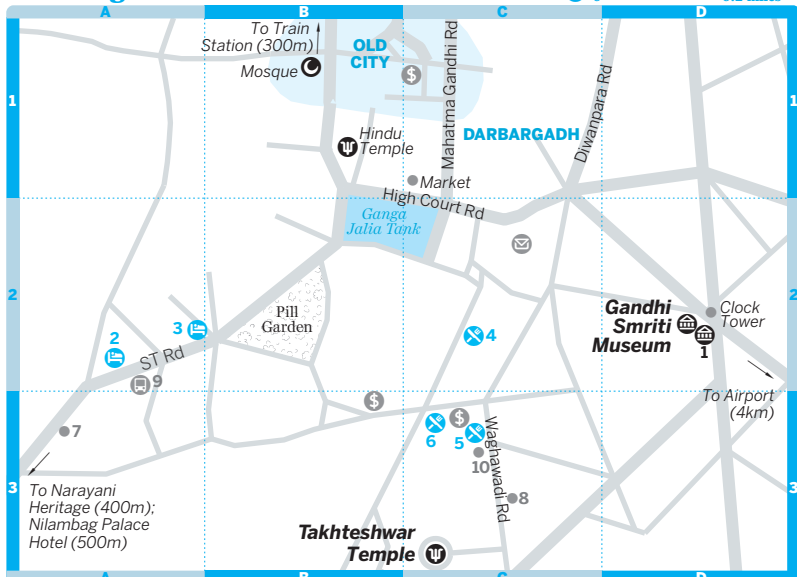 A
B
C
D
To Train
Station (300m)
Mosque
OLD
CITY
$
Mahatma Gandhi Rd
Diwanpara Rd
1
1
DARBARGADH
Hindu
Temple
Market
High Court Rd
Ganga
Jalia Tank
2
2
Pill
Garden
Gandhi
Smriti
Museum
1
Clock
Tower
3
2
4
ST Rd
9
To Airport
(4km)
$
$
7
6
5
10
Waghawadi Rd
8
3
3
To Narayani
Heritage (400m);
Nilambag Palace
Hotel (500m)
Takhteshwar
Temple
A
B
C
D